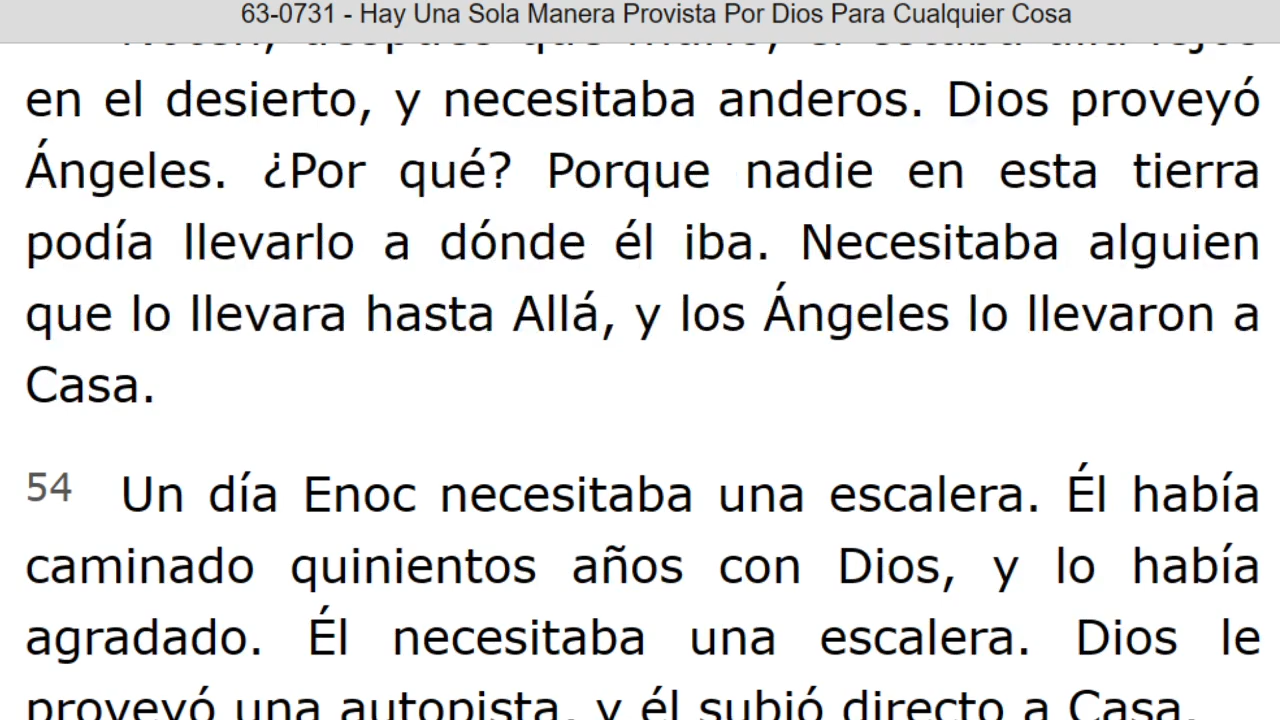 63-0731 - Hay Una Sola Manera Provista Por Dios Para Cualquier Cosa
en el desierto, y necesitaba anderos. Dios proveyó
Ángeles. ¿Por qué? Porque nadie en esta tierra
podía llevarlo a dónde él iba. Necesitaba alguien
que lo llevara hasta Allá, y los Ángeles lo llevaron a
Casa.
54 Un día Enoc necesitaba una escalera. Él había
caminado quinientos años con Dios, y lo había
agradado. Él necesitaba una escalera. Dios le
proveyó una autopista, y él subió directo a Casa.